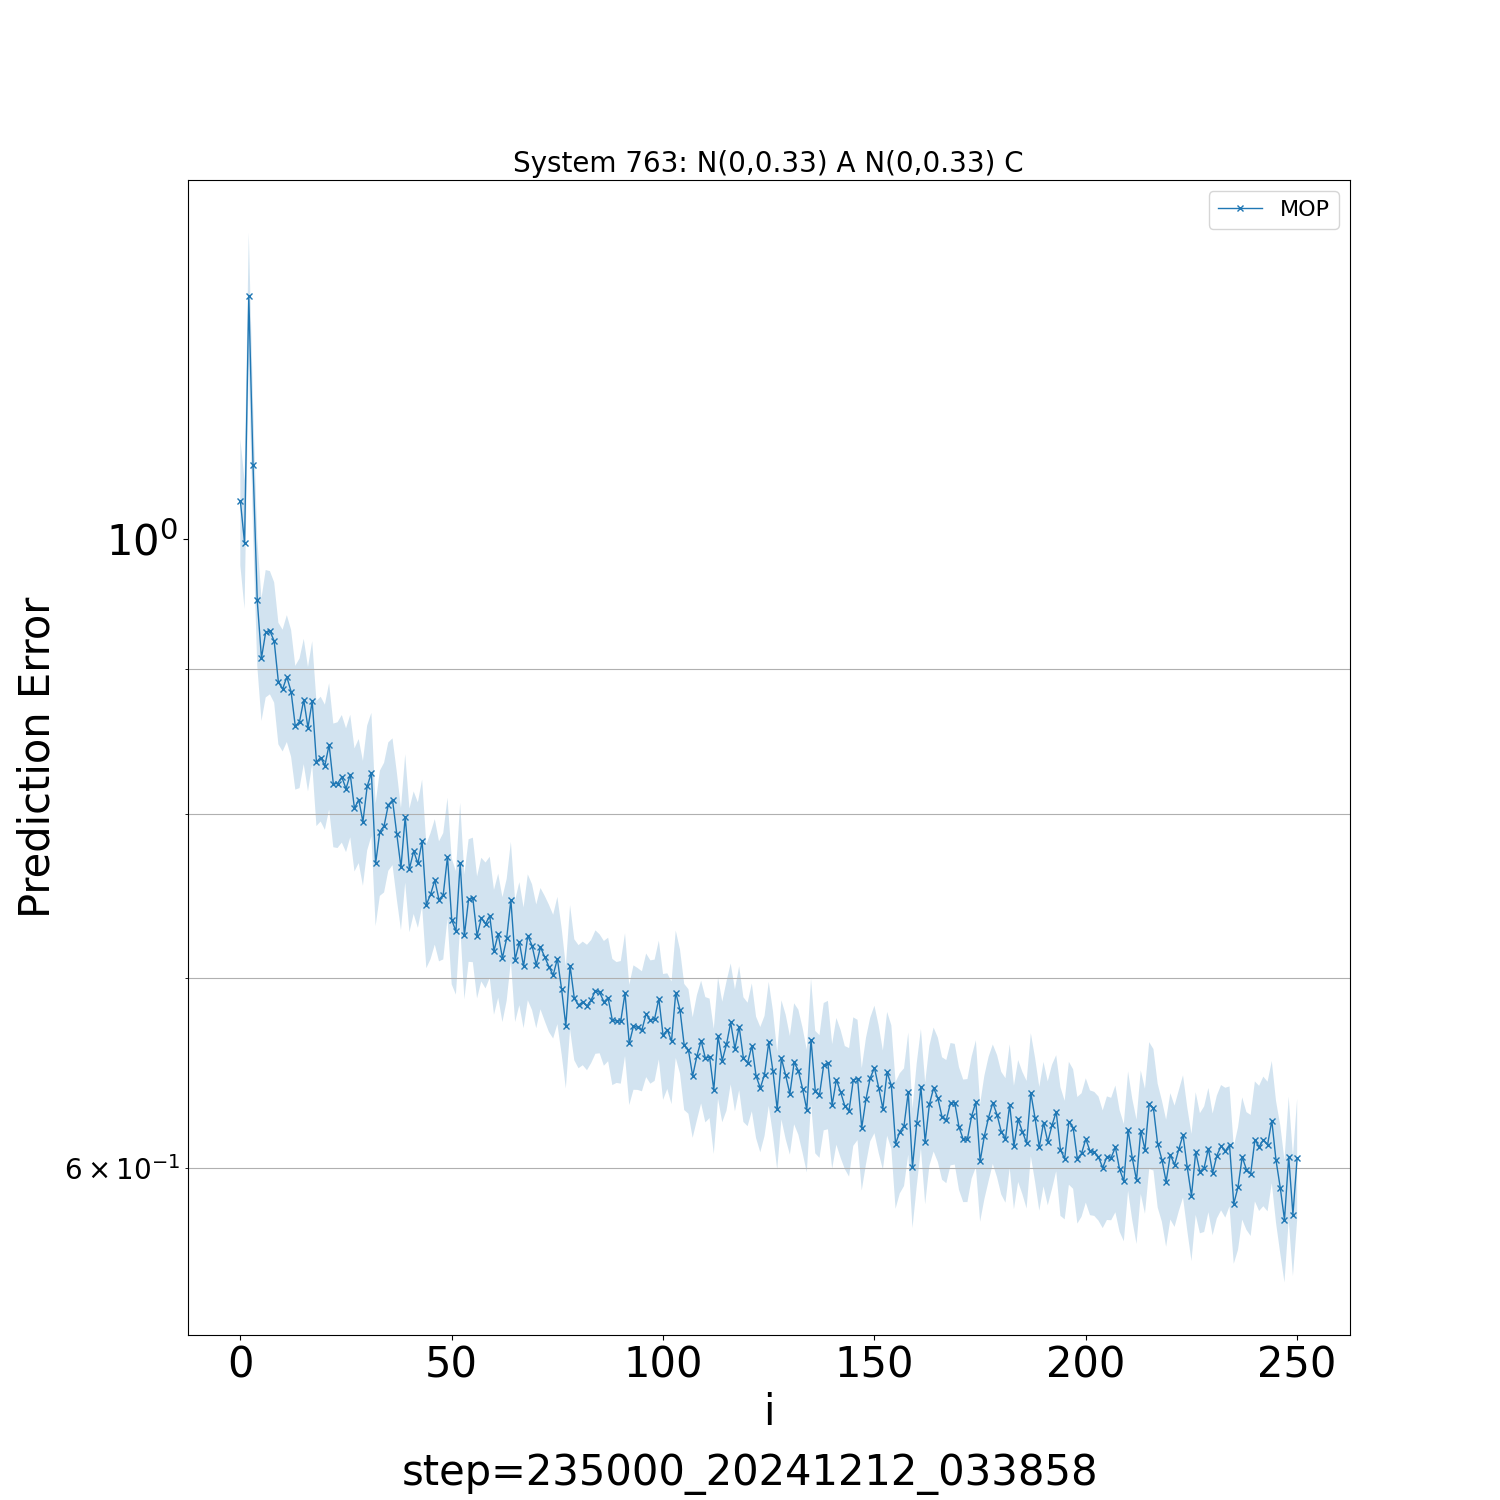 System 763: N(0,0.33) A N(0,0.33) C
MOP
Prediction Error
10⁰
6 × 10⁻¹
0 50 100 150 200 250
i
step=235000_20241212_033858